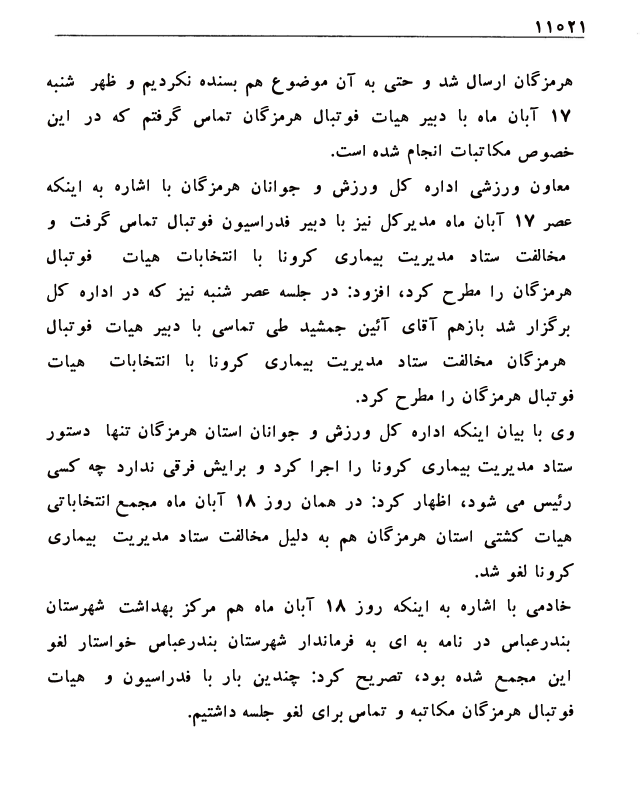 ۱۱۰۲۱
هرمزگان ارسال شد و حتی به آن موضوع هم بسنده نکردیم و ظهر شنبه
۱۷ آبان ماه با دبیر هیات فوتبال هرمزگان تماس گرفتم که در این
خصوص مکاتبات انجام شده است.
معاون ورزشی اداره کل ورزش و جوانان هرمزگان با اشاره به اینکه
عصر ۱۷ آبان ماه مدیرکل نیز با دبیر فدراسیون فوتبال تماس گرفت و
مخالفت ستاد مدیریت بیماری کرونا با انتخابات هیات فوتبال
هرمزگان را مطرح کرد، افزود: در جلسه عصر شنبه نیز که در اداره کل
برگزار شد بازهم آقای آئین جمشید طی تماسی با دبیر هیات فوتبال
هرمزگان مخالفت ستاد مدیریت بیماری کرونا با انتخابات هیات
فوتبال هرمزگان را مطرح کرد.
وی با بیان اینکه اداره کل ورزش و جوانان استان هرمزگان تنها دستور
ستاد مدیریت بیماری کرونا را اجرا کرد و برایش فرقی ندارد چه کسی
رئیس می شود، اظهار کرد: در همان روز ۱۸ آبان ماه مجمع انتخاباتی
هیات کشتی استان هرمزگان هم به دلیل مخالفت ستاد مدیریت بیماری
کرونا لغو شد.
خادمی با اشاره به اینکه روز ۱۸ آبان ماه هم مرکز بهداشت شهرستان
بندرعباس در نامه به ای به فرماندار شهرستان بندرعباس خواستار لغو
این مجمع شده بود، تصریح کرد: چندین بار با فدراسیون و هیات
فوتبال هرمزگان مکاتبه و تماس برای لغو جلسه داشتیم.